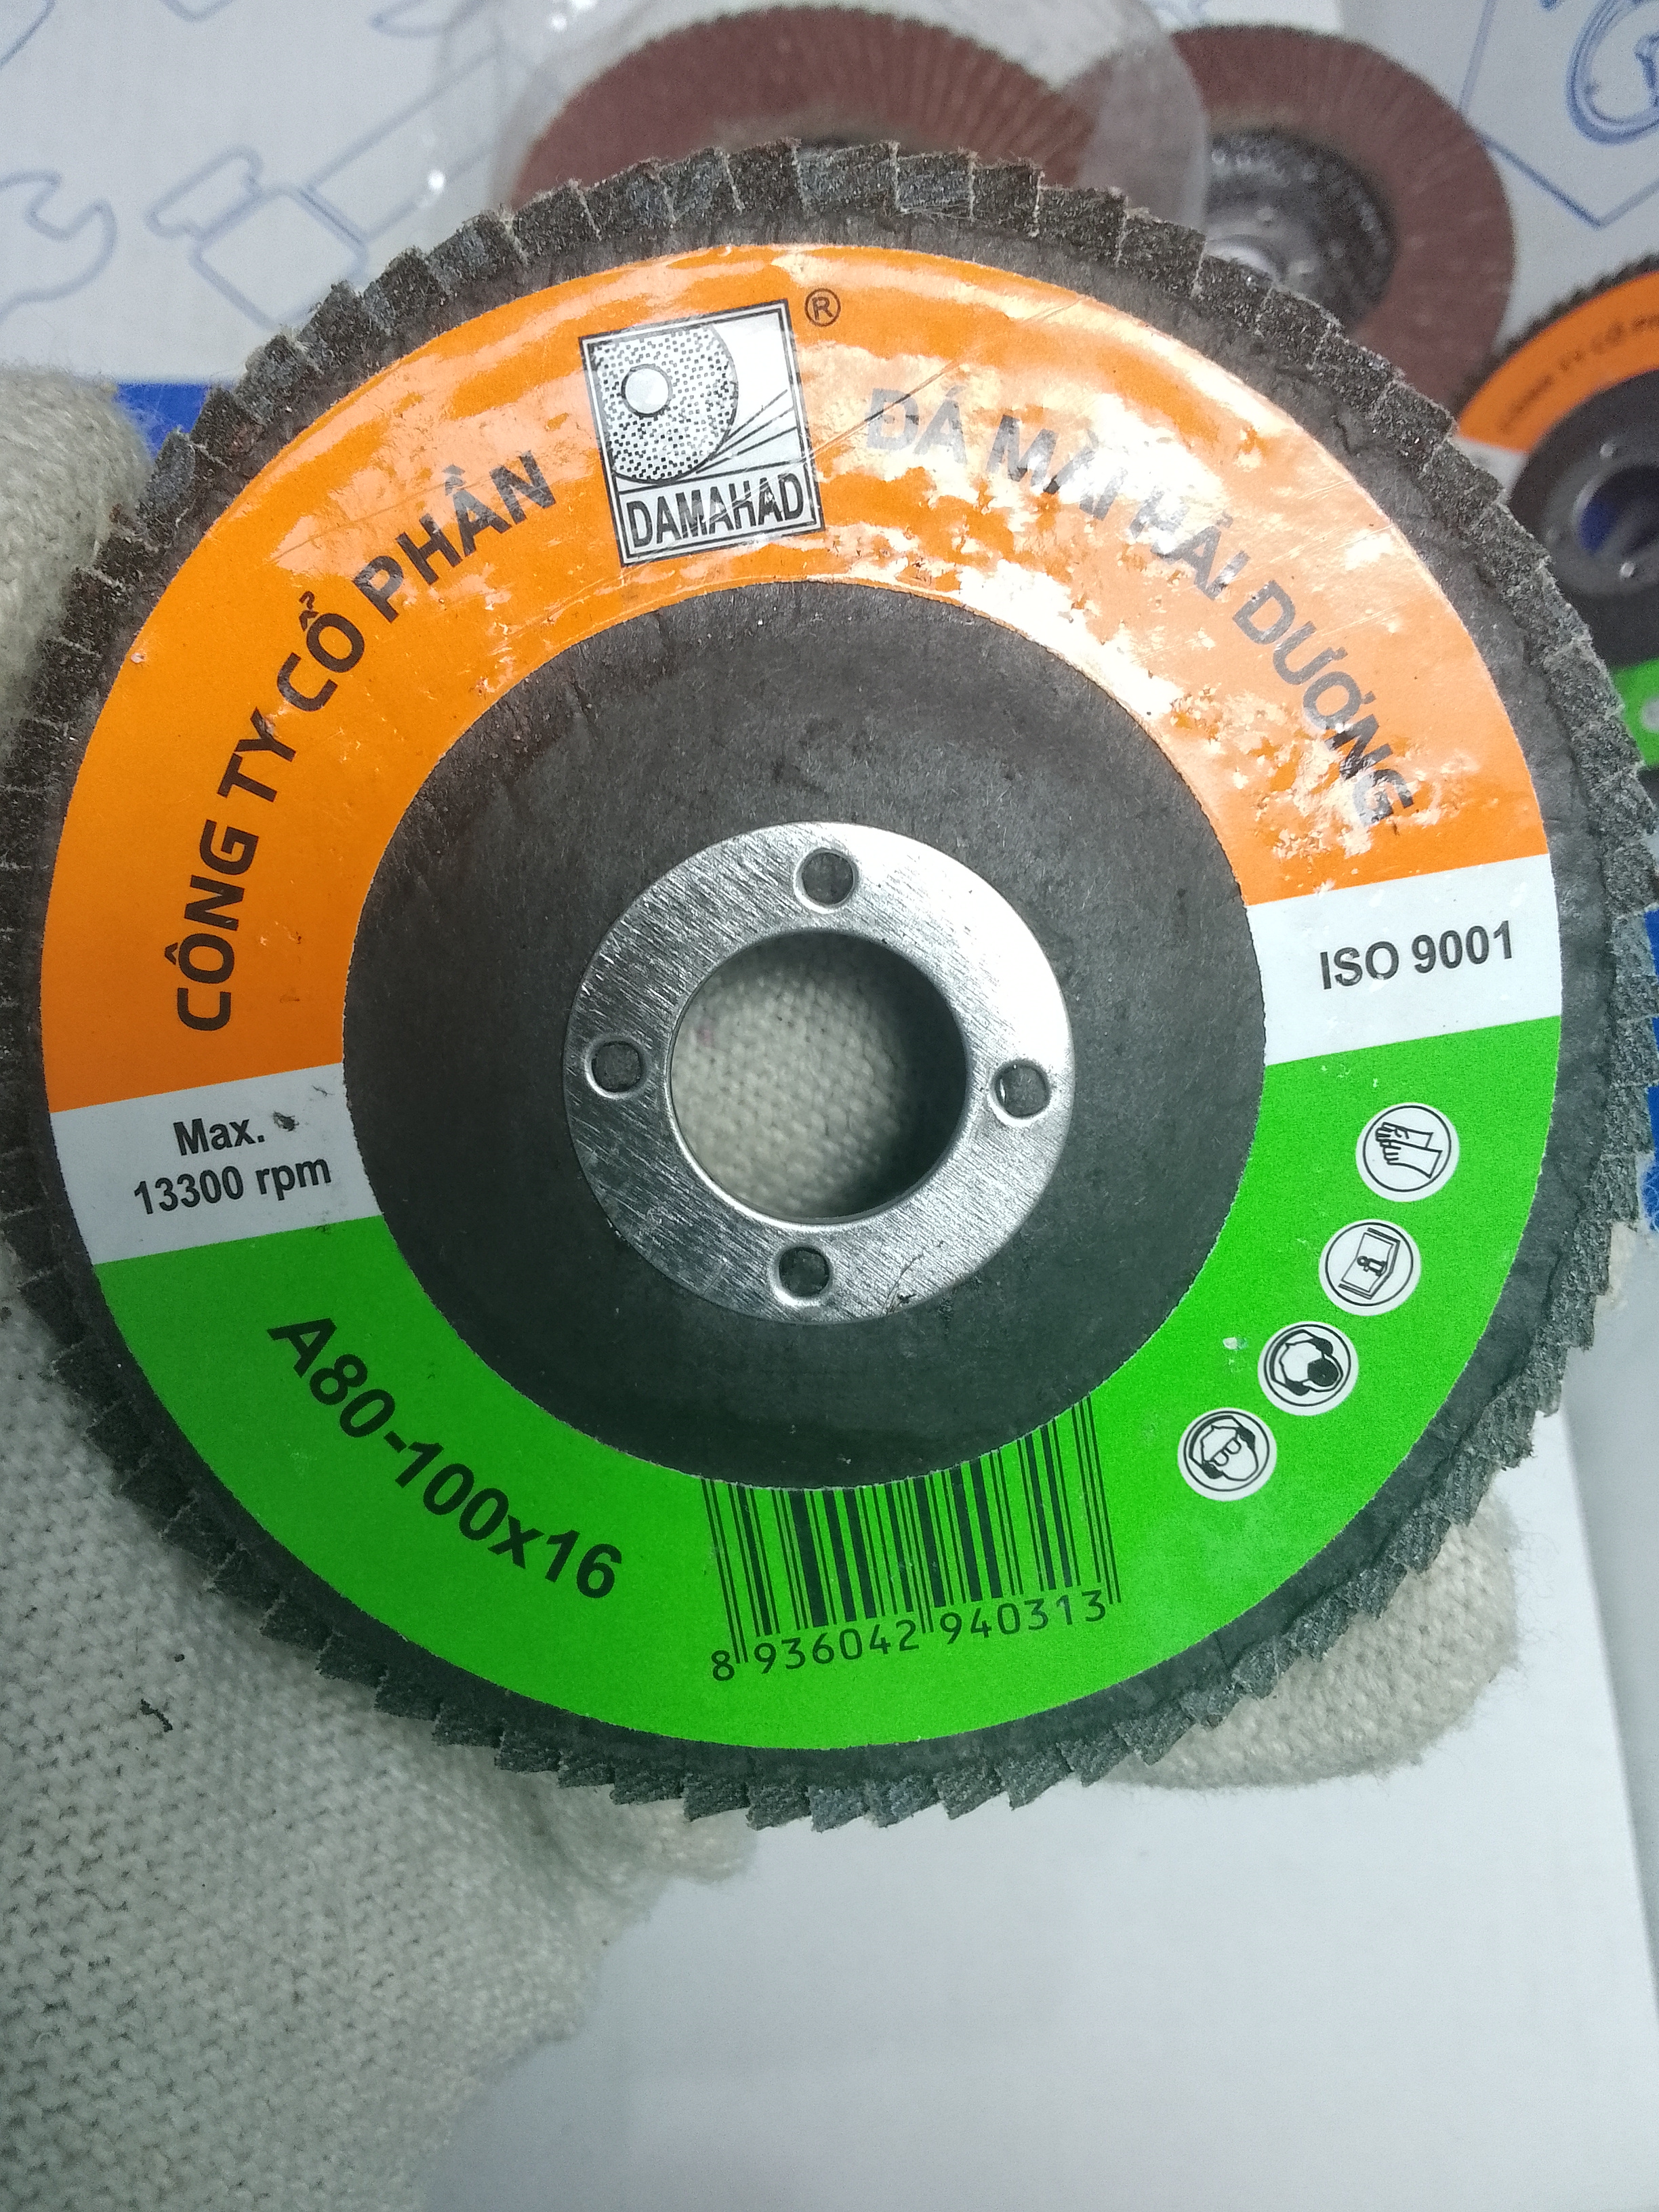 CÔNG TY CỔ PHẦN
DAMAHAD
®
ĐÁ MÀI HẢI DƯƠNG
ISO 9001
Max.
13300 rpm
A80-100x16
8 936042 940313